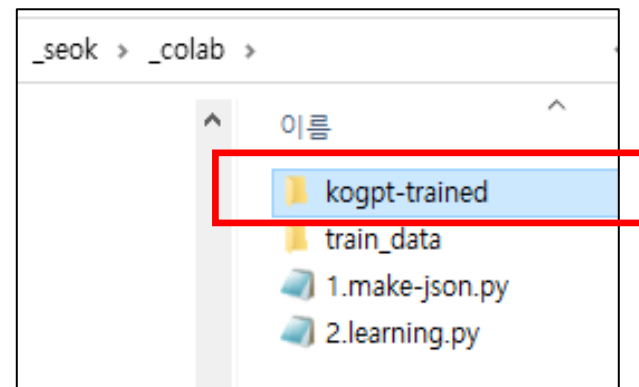 _seok > _colab >
이름
kogpt-trained
train_data
1.make-json.py
2.learning.py